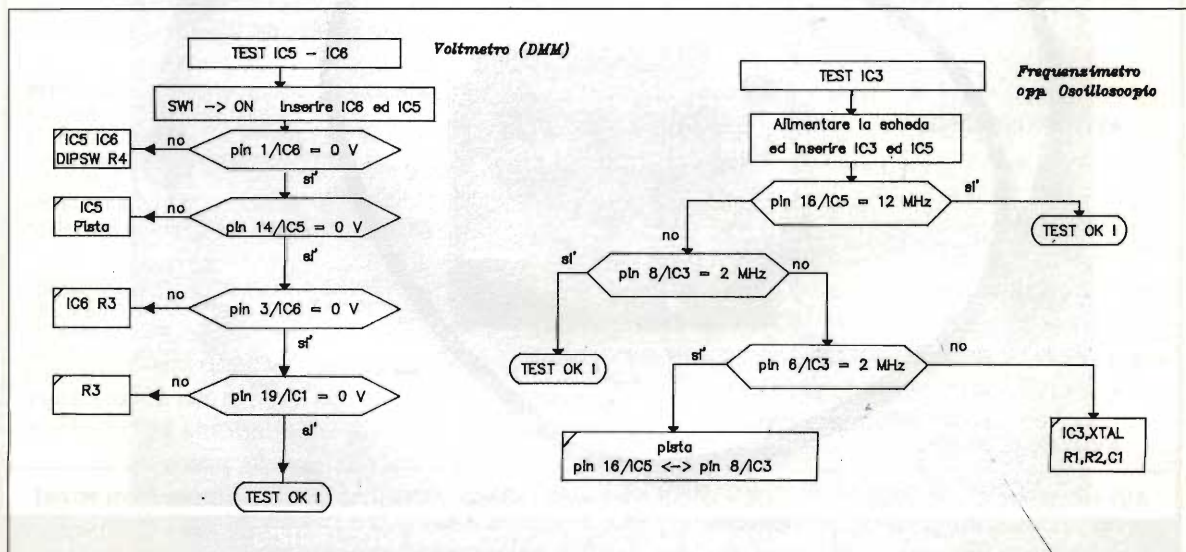 TEST IC5 - IC6
Voltmetro (DMM)
SW1 -> ON inserire IC6 ed IC5
IC5 IC6
DIPSW R4
no
pin 1/IC6 = 0 V
si'
IC5
Pista
no
pin 14/IC5 = 0 V
si'
IC6 R3
no
pin 3/IC6 = 0 V
si'
R3
no
pin 19/IC1 = 0 V
si'
TEST OK !
TEST IC3
Frequenzimetro
opp. Oscilloscopio
Alimentare la scheda
ed inserire IC3 ed IC5
pin 16/IC5 = 12 MHz
si'
TEST OK !
no
si'
pin 8/IC3 = 2 MHz
no
TEST OK !
si'
pin 6/IC3 = 2 MHz
no
pista
pin 16/IC5 <-> pin 8/IC3
IC3,XTAL
R1,R2,C1